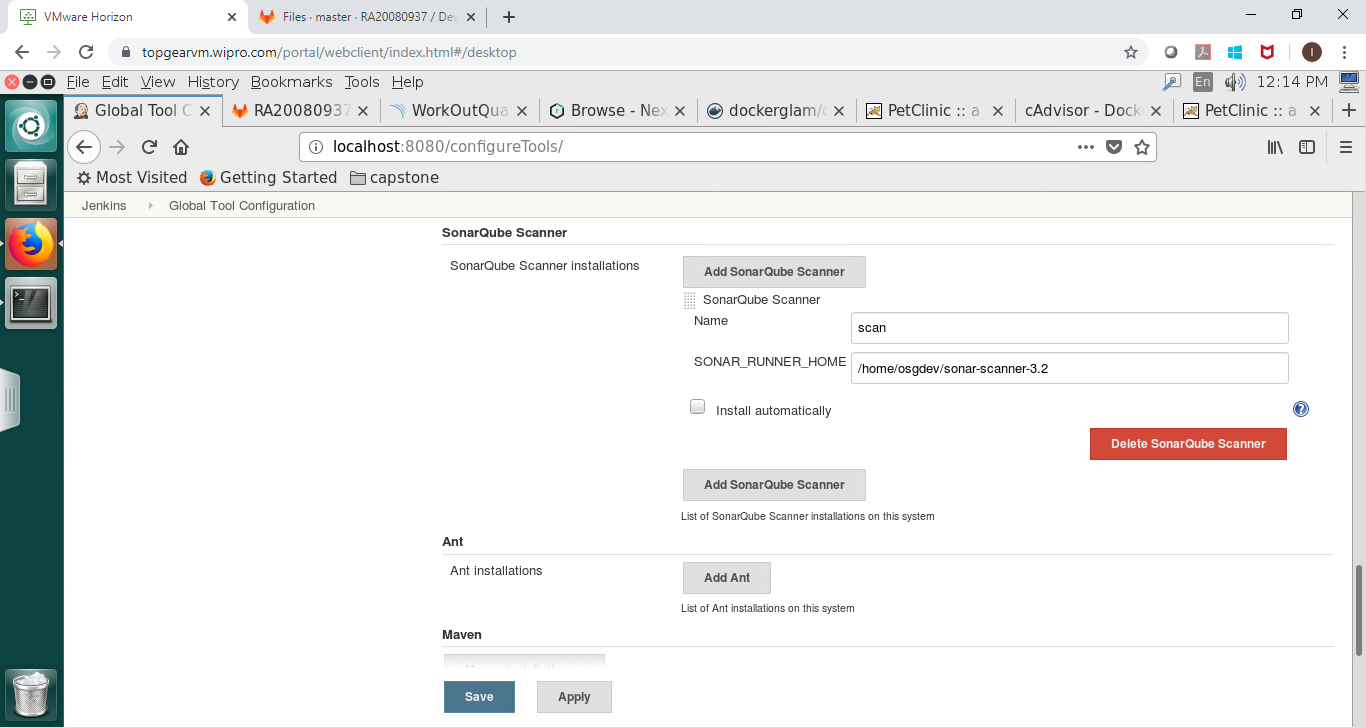 VMware Horizon
Files · master · RA20080937 / Dev
topgearvm.wipro.com/portal/webclient/index.html#/desktop
I
File Edit View History Bookmarks Tools Help
En
12:14 PM
Global Tool C
RA20080937
WorkOutQua
Browse - Nex
dockerglam/c
PetClinic :: a
cAdvisor - Docke
PetClinic :: a
localhost:8080/configureTools/
Most Visited
Getting Started
capstone
Jenkins
Global Tool Configuration
SonarQube Scanner
SonarQube Scanner installations
Add SonarQube Scanner
SonarQube Scanner
Name
scan
SONAR_RUNNER_HOME
/home/osgdev/sonar-scanner-3.2
Install automatically
Delete SonarQube Scanner
Add SonarQube Scanner
List of SonarQube Scanner installations on this system
Ant
Ant installations
Add Ant
List of Ant installations on this system
Maven
Save
Apply